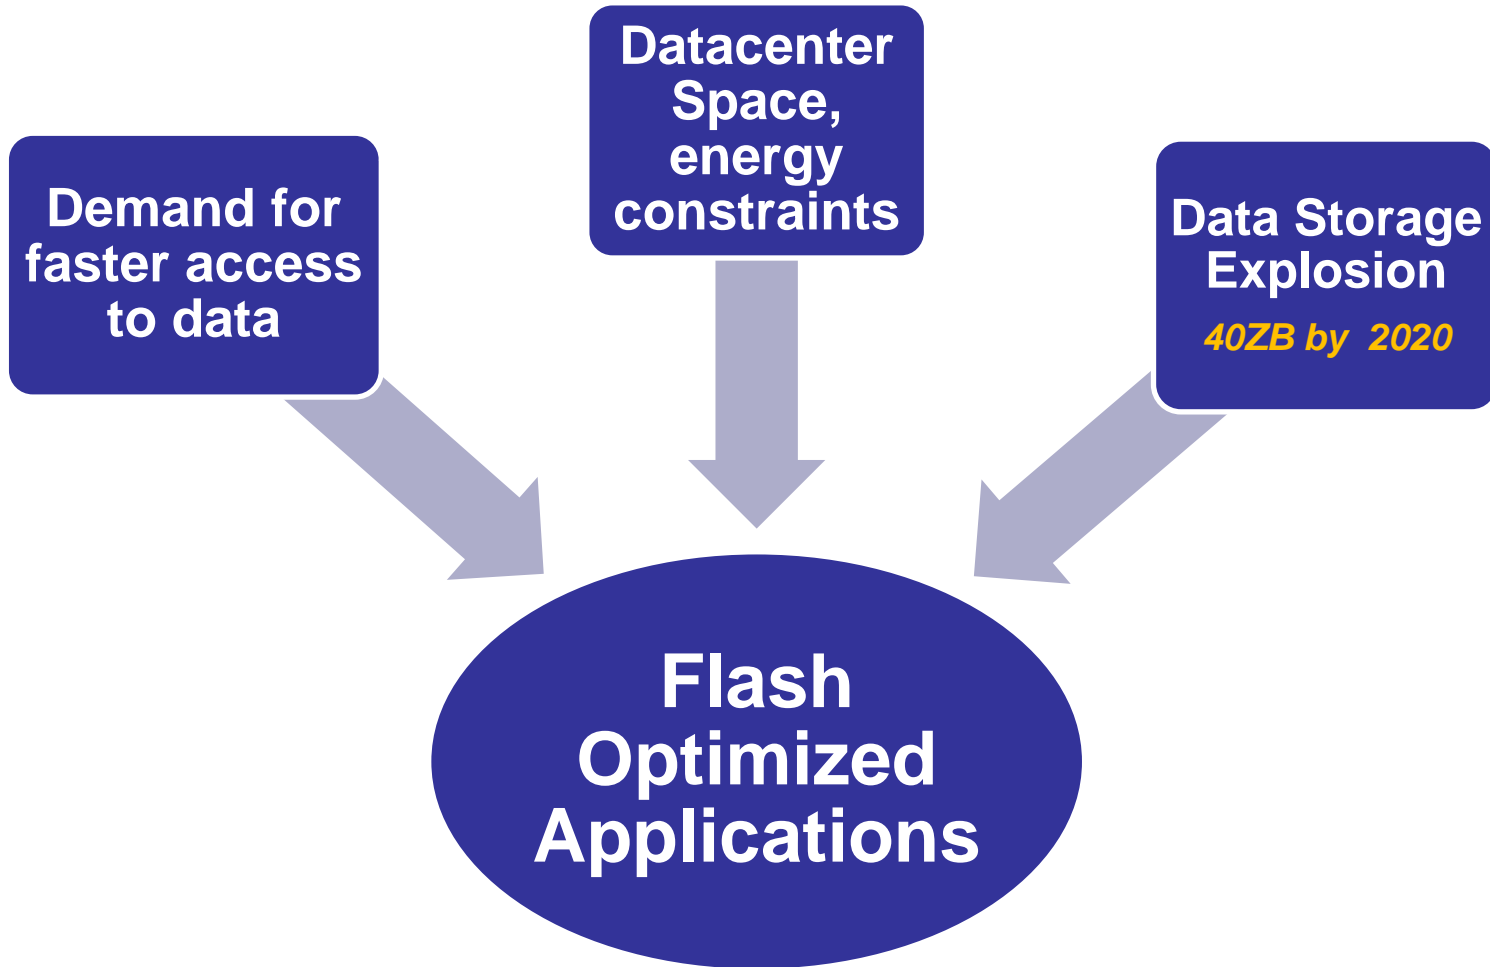 Demand for
faster access
to data
Datacenter
Space,
energy
constraints
Data Storage
Explosion
40ZB by  2020
Flash
Optimized
Applications